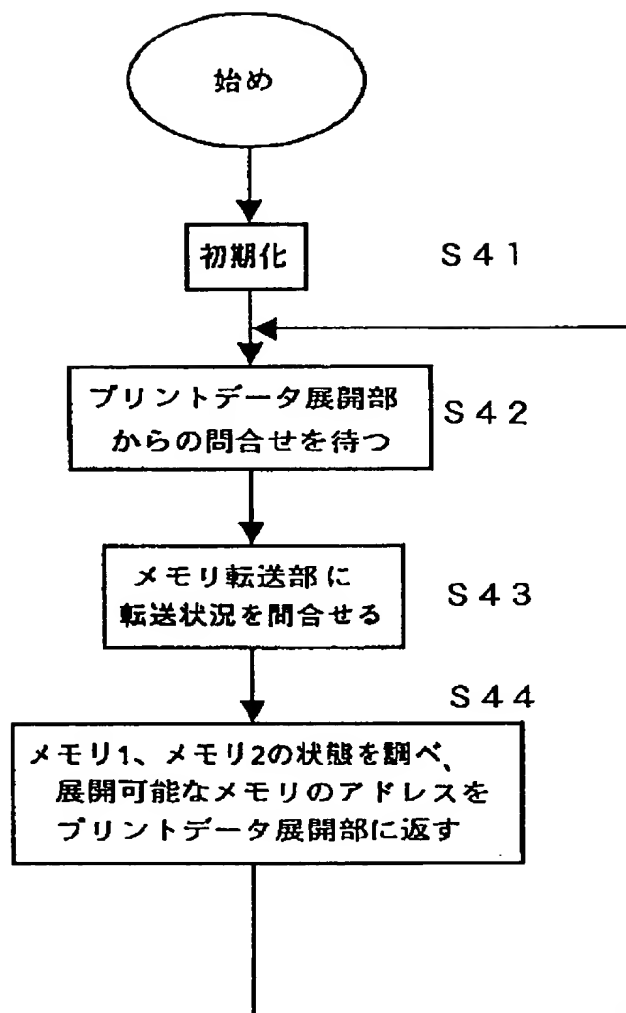 始め
初期化
S41
プリントデータ展開部
からの問合せを待つ
S42
メモリ転送部に
転送状況を問合せる
S43
S44
メモリ1、メモリ2の状態を調べ、
展開可能なメモリのアドレスを
プリントデータ展開部に返す